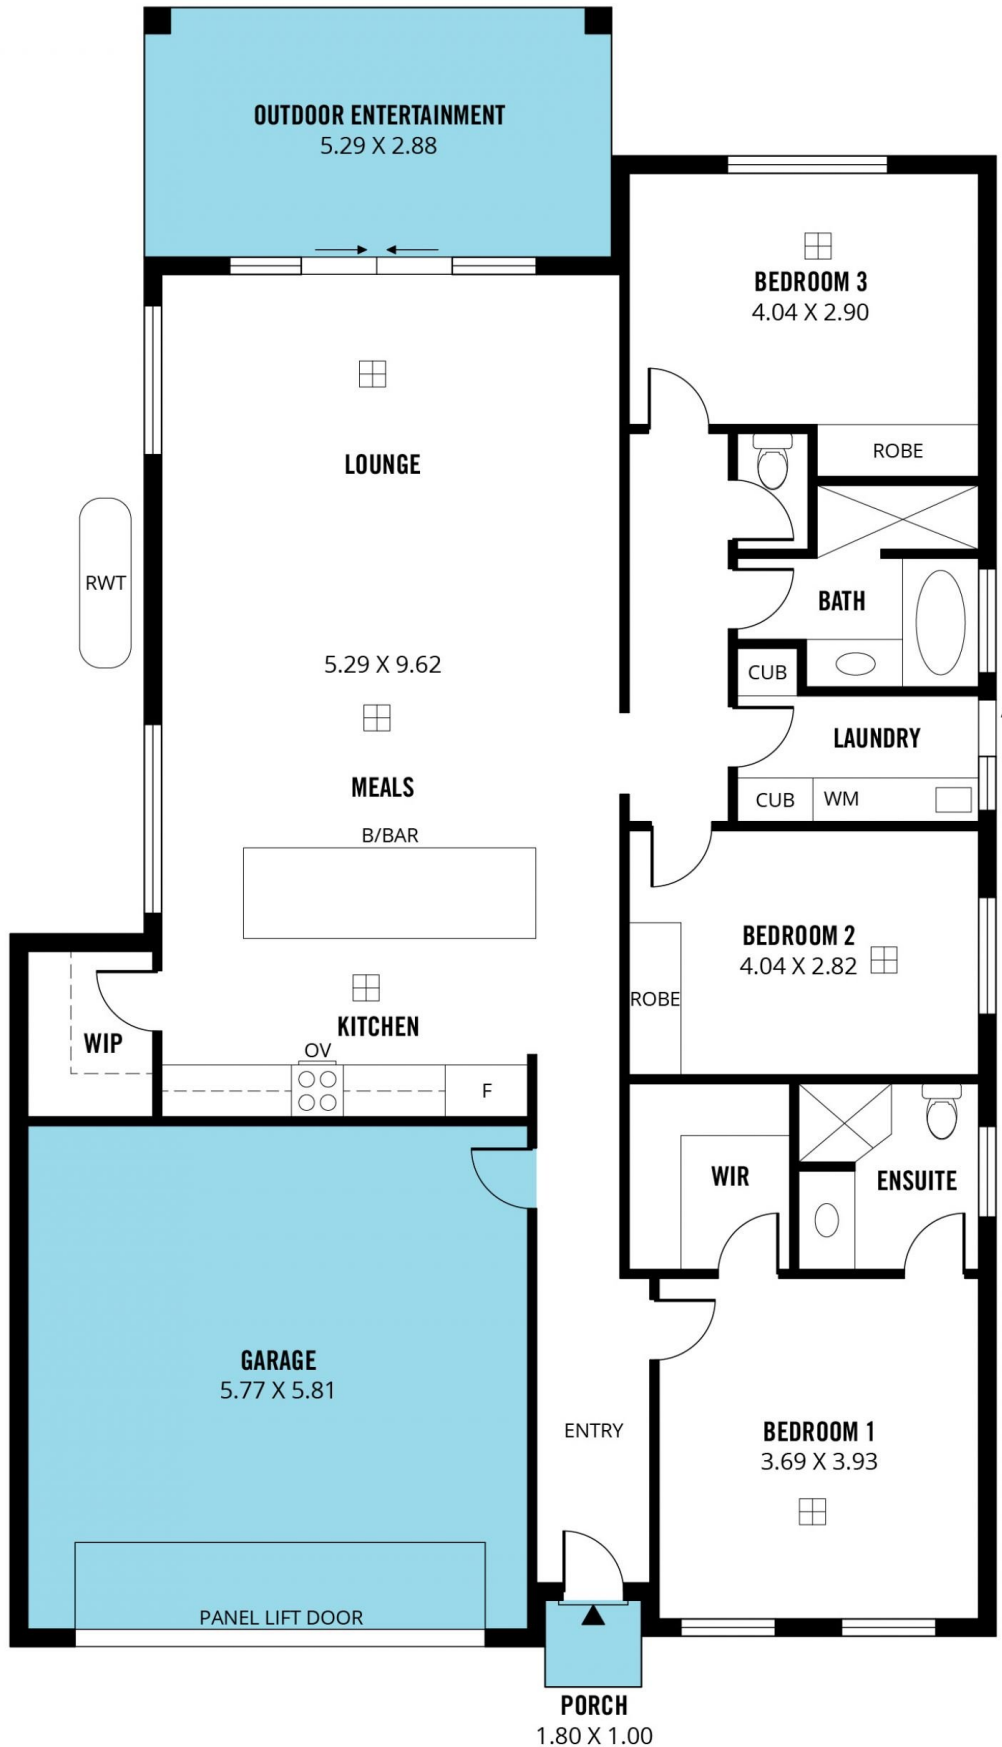 OUTDOOR ENTERTAINMENT
5.29 X 2.88
BEDROOM 3
4.04 X 2.90
ROBE
LOUNGE
RWT
BATH
5.29 X 9.62
CUB
LAUNDRY
MEALS
CUB
WM
B/BAR
BEDROOM 2
4.04 X 2.82
ROBE
KITCHEN
WIP
OV
F
WIR
ENSUITE
GARAGE
5.77 X 5.81
ENTRY
BEDROOM 1
3.69 X 3.93
PANEL LIFT DOOR
PORCH
1.80 X 1.00